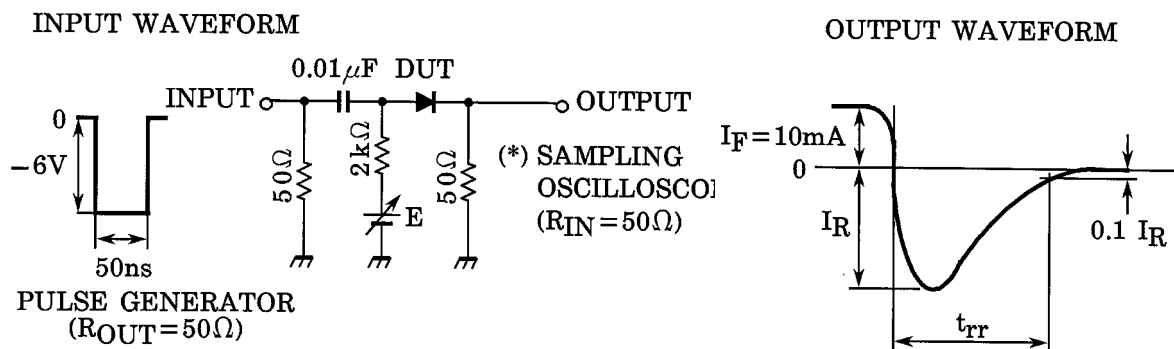 INPUT WAVEFORM
0
−6V
50ns
PULSE GENERATOR
(ROUT=50Ω)
0.01μF DUT
INPUT
OUTPUT
50Ω
2kΩ
E
50Ω
(*) SAMPLING
OSCILLOSCO
(RIN=50Ω)
OUTPUT WAVEFORM
IF=10mA
0
IR
0.1 IR
trr